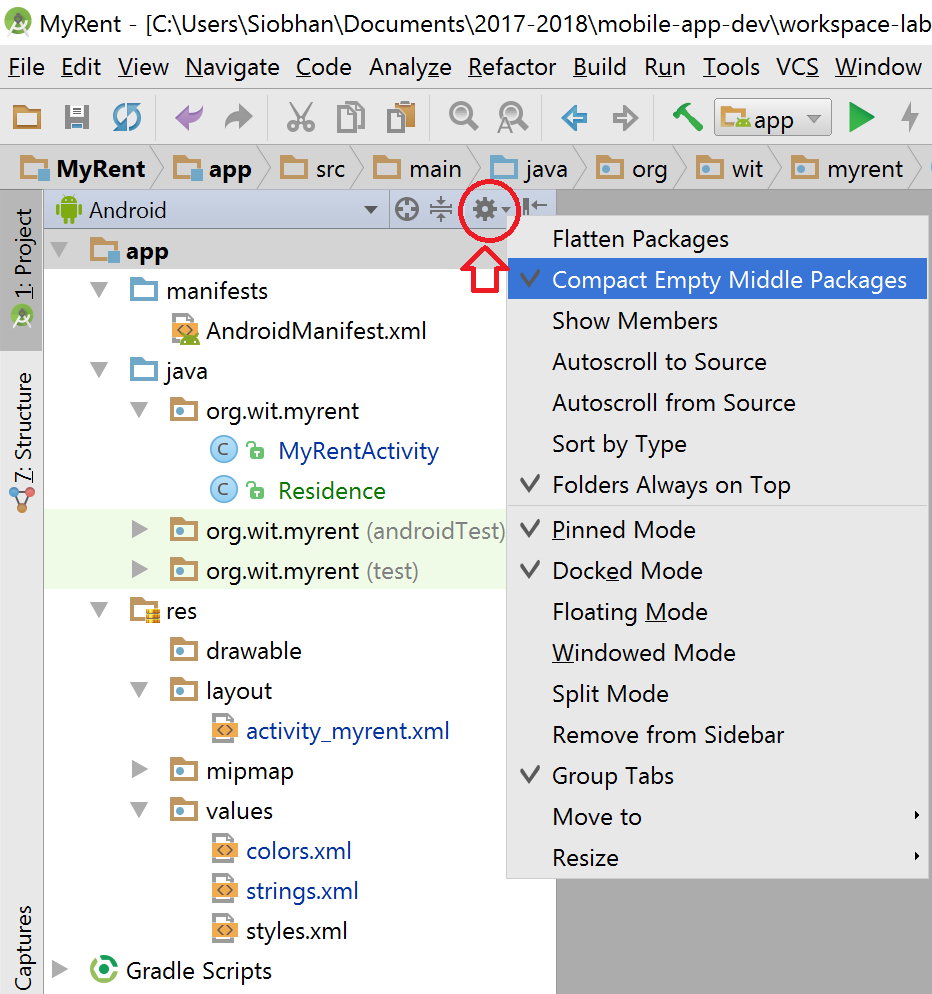 MyRent - [C:\Users\Siobhan\Documents\2017-2018\mobile-app-dev\workspace-lab
File Edit View Navigate Code Analyze Refactor Build Run Tools VCS Window
app
MyRent app src main java org wit myrent
1: Project
7: Structure
Captures
Android
app
manifests
AndroidManifest.xml
java
org.wit.myrent
C MyRentActivity
C Residence
org.wit.myrent (androidTest)
org.wit.myrent (test)
res
drawable
layout
activity_myrent.xml
mipmap
values
colors.xml
strings.xml
styles.xml
Gradle Scripts
Flatten Packages
Compact Empty Middle Packages
Show Members
Autoscroll to Source
Autoscroll from Source
Sort by Type
Folders Always on Top
Pinned Mode
Docked Mode
Floating Mode
Windowed Mode
Split Mode
Remove from Sidebar
Group Tabs
Move to
Resize